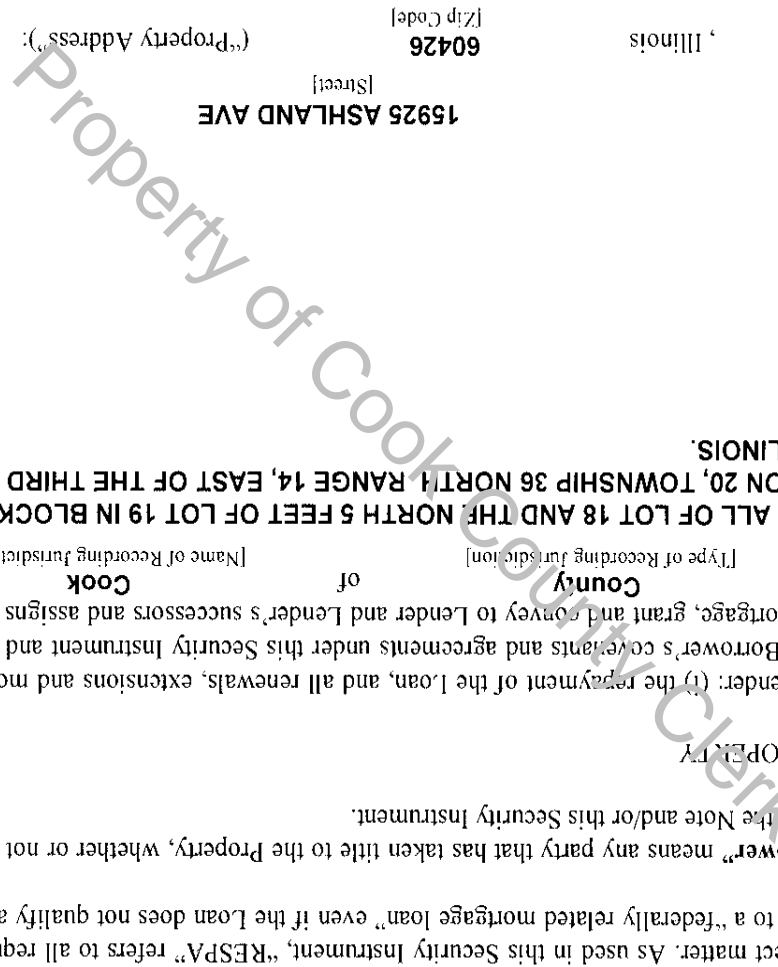 ect matter. As used in this Security Instrument, “RESPA” refers to all requ
to a “federally related mortgage loan” even if the Loan does not qualify a
wer” means any party that has taken title to the Property, whether or not
the Note and/or this Security Instrument.
OPERTY
ender: (i) the repayment of the Loan, and all renewals, extensions and mo
Borrower’s covenants and agreements under this Security Instrument and
ortgage, grant and convey to Lender and Lender’s successors and assigns
County of Cook
[Type of Recording Jurisdiction] [Name of Recording Jurisdict
ALL OF LOT 18 AND THE NORTH 5 FEET OF LOT 19 IN BLOCK
ON 20, TOWNSHIP 36 NORTH RANGE 14, EAST OF THE THIRD
LINOIS.
15925 ASHLAND AVE
[Street]
, Illinois 60426 (“Property Address”):
[Zip Code]
Property of Cook County Clerk